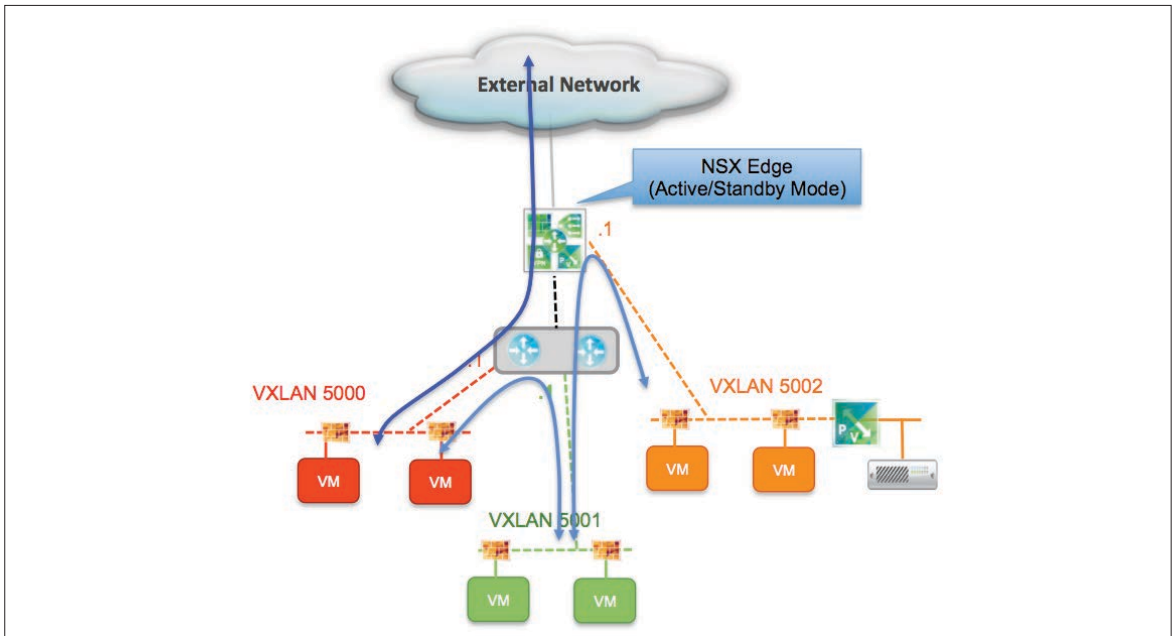 External Network
NSX Edge
(Active/Standby Mode)
.1
.1
VXLAN 5000
.1
VXLAN 5002
P
V
VM
VM
VM
VM
VXLAN 5001
VM
VM